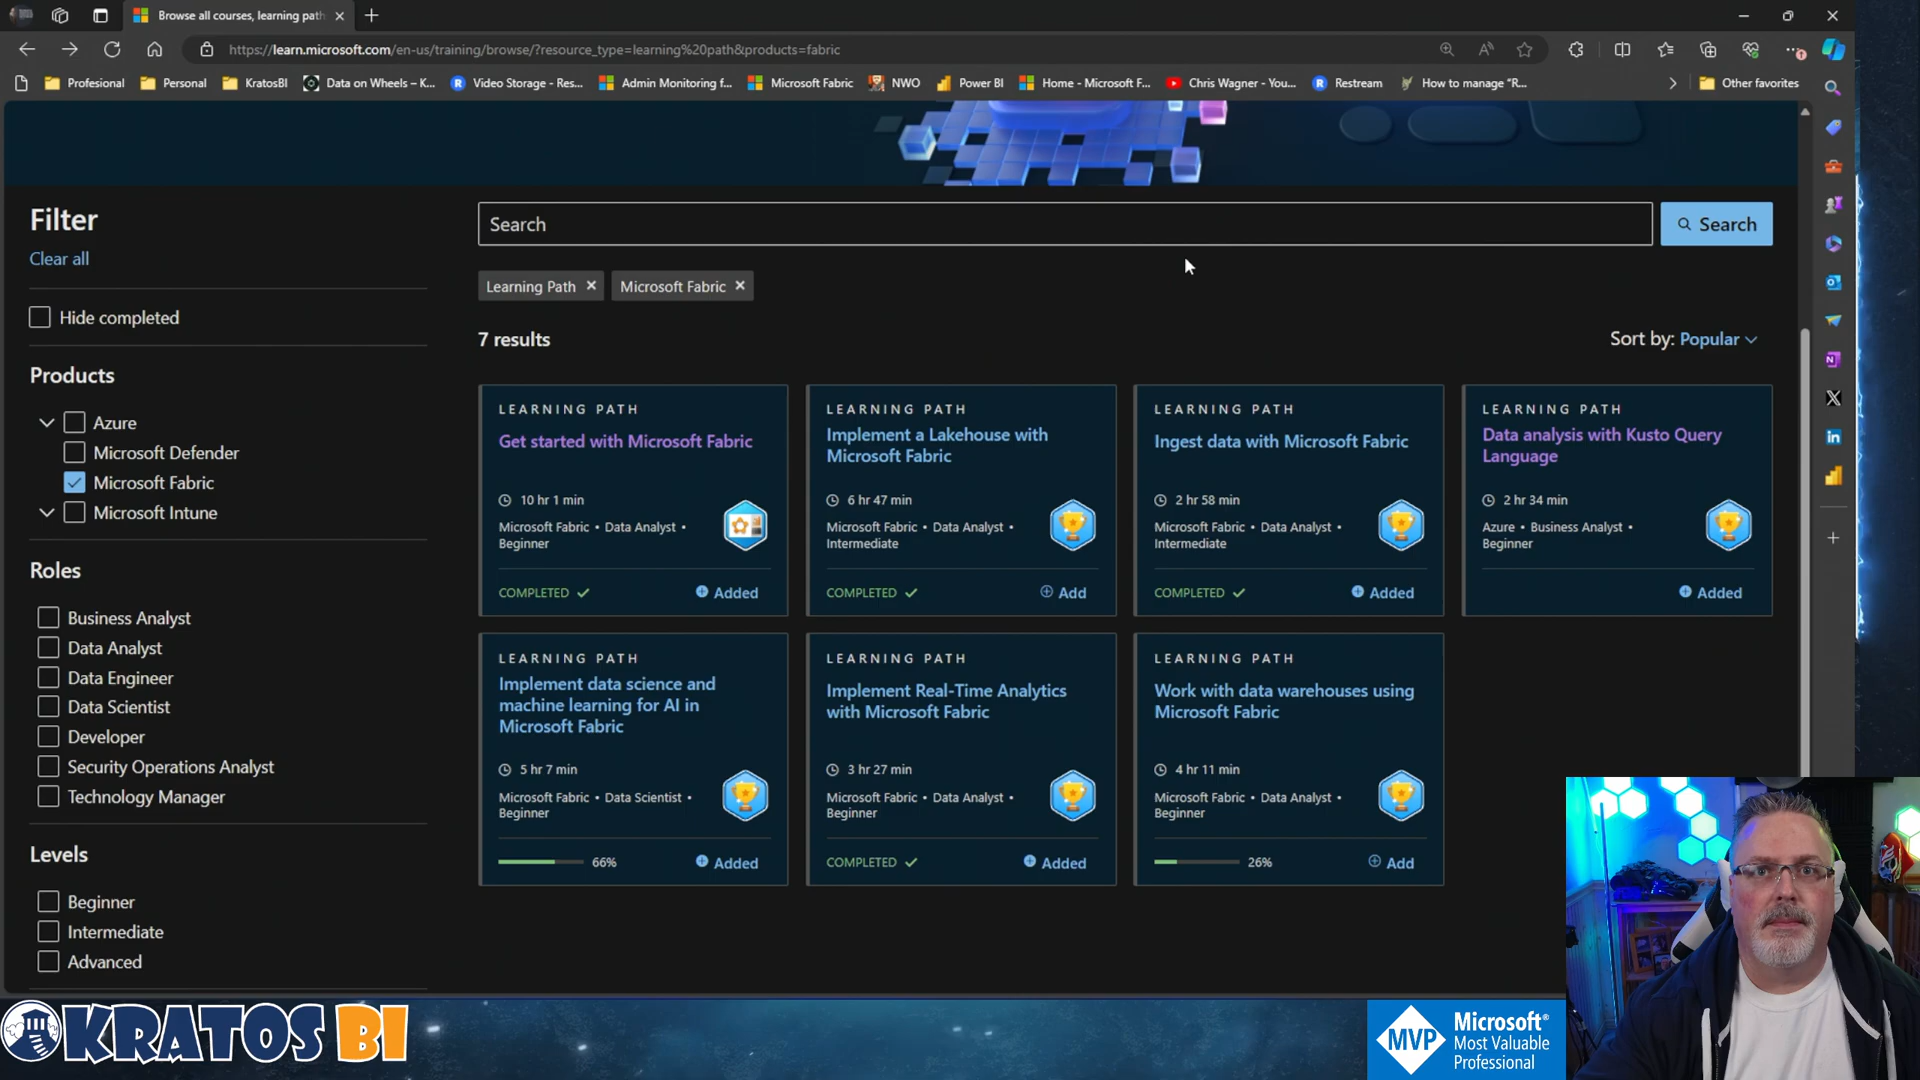 Browse all courses, learning path
https://learn.microsoft.com/en-us/training/browse/?resource_type=learning%20path&products=fabric
Profesional
Personal
KratosBI
Data on Wheels – K...
Video Storage - Res...
Admin Monitoring f...
Microsoft Fabric
NWO
Power BI
Home - Microsoft F...
Chris Wagner - You...
Restream
How to manage "R...
Other favorites
Filter
Clear all
Hide completed
Products
Azure
Microsoft Defender
Microsoft Fabric
Microsoft Intune
Roles
Business Analyst
Data Analyst
Data Engineer
Data Scientist
Developer
Security Operations Analyst
Technology Manager
Levels
Beginner
Intermediate
Advanced
Search
Search
Learning Path
Microsoft Fabric
7 results
Sort by: Popular
LEARNING PATH
Get started with Microsoft Fabric
10 hr 1 min
Microsoft Fabric • Data Analyst •
Beginner
COMPLETED
Added
LEARNING PATH
Implement a Lakehouse with
Microsoft Fabric
6 hr 47 min
Microsoft Fabric • Data Analyst •
Intermediate
COMPLETED
Add
LEARNING PATH
Ingest data with Microsoft Fabric
2 hr 58 min
Microsoft Fabric • Data Analyst •
Intermediate
COMPLETED
Added
LEARNING PATH
Data analysis with Kusto Query
Language
2 hr 34 min
Azure • Business Analyst •
Beginner
Added
LEARNING PATH
Implement data science and
machine learning for AI in
Microsoft Fabric
5 hr 7 min
Microsoft Fabric • Data Scientist •
Beginner
66%
Added
LEARNING PATH
Implement Real-Time Analytics
with Microsoft Fabric
3 hr 27 min
Microsoft Fabric • Data Analyst •
Beginner
COMPLETED
Added
LEARNING PATH
Work with data warehouses using
Microsoft Fabric
4 hr 11 min
Microsoft Fabric • Data Analyst •
Beginner
26%
Add
KRATOS BI
MVP
Microsoft®
Most Valuable
Professional